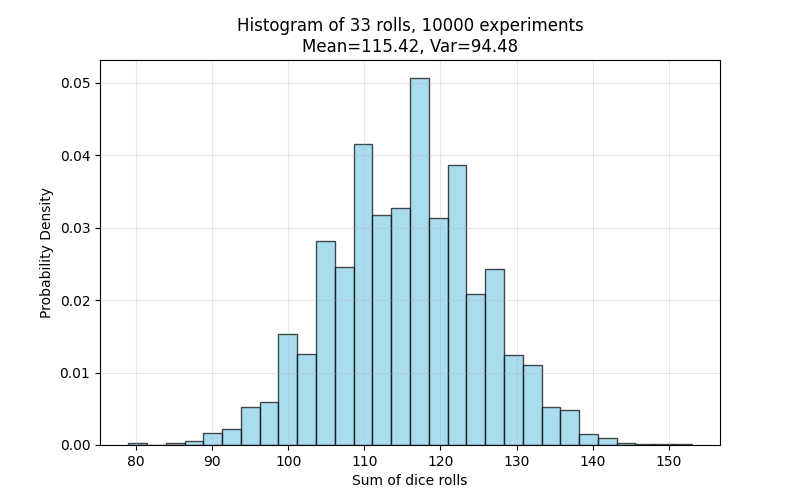 Histogram of 33 rolls, 10000 experiments
Mean=115.42, Var=94.48
Probability Density
0.05
0.04
0.03
0.02
0.01
0.00
80 90 100 110 120 130 140 150
Sum of dice rolls